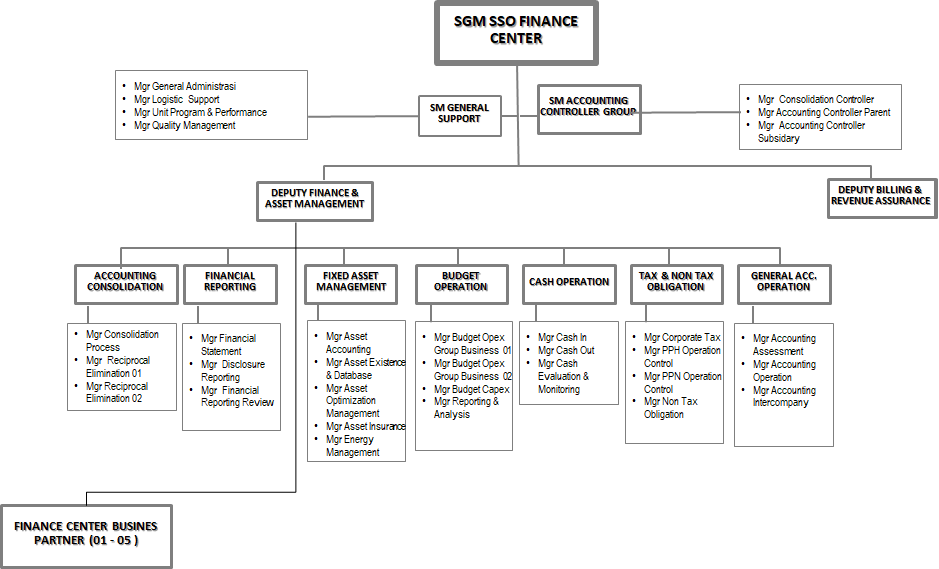 SGM SSO FINANCE
CENTER
• Mgr General Administrasi
• Mgr Logistic Support
• Mgr Unit Program & Performance
• Mgr Quality Management
SM GENERAL
SUPPORT
SM ACCOUNTING
CONTROLLER GROUP
• Mgr Consolidation Controller
• Mgr Accounting Controller Parent
• Mgr Accounting Controller
Subsidary
DEPUTY FINANCE &
ASSET MANAGEMENT
DEPUTY BILLING &
REVENUE ASSURANCE
ACCOUNTING
CONSOLIDATION
FINANCIAL
REPORTING
FIXED ASSET
MANAGEMENT
BUDGET
OPERATION
CASH OPERATION
TAX & NON TAX
OBLIGATION
GENERAL ACC.
OPERATION
• Mgr Consolidation
Process
• Mgr Reciprocal
Elimination 01
• Mgr Reciprocal
Elimination 02
• Mgr Financial
Statement
• Mgr Disclosure
Reporting
• Mgr Financial
Reporting Review
• Mgr Asset
Accounting
• Mgr Asset Existence
& Database
• Mgr Asset
Optimization
Management
• Mgr Asset Insurance
• Mgr Energy
Management
• Mgr Budget Opex
Group Business 01
• Mgr Budget Opex
Group Business 02
• Mgr Budget Capex
• Mgr Reporting &
Analysis
• Mgr Cash In
• Mgr Cash Out
• Mgr Cash
Evaluation &
Monitoring
• Mgr Corporate Tax
• Mgr PPH Operation
Control
• Mgr PPN Operation
Control
• Mgr Non Tax
Obligation
• Mgr Accounting
Assessment
• Mgr Accounting
Operation
• Mgr Accounting
Intercompany
FINANCE CENTER BUSINES
PARTNER (01 - 05 )